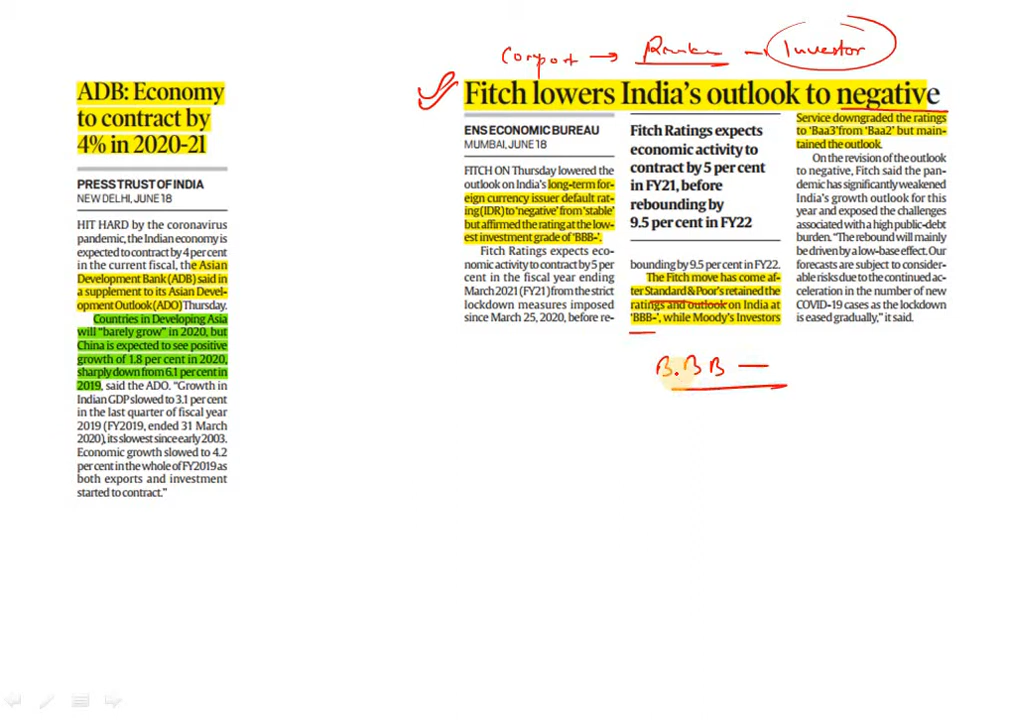 Corport → Rank — Investor
ADB: Economy
to contract by
4% in 2020-21
PRESS TRUST OF INDIA
NEW DELHI, JUNE 18
HIT HARD by the coronavirus
pandemic, the Indian economy is
expected to contract by 4 per cent
in the current fiscal, the Asian
Development Bank (ADB) said in
a supplement to its Asian Devel-
opment Outlook (ADO) Thursday.
Countries in Developing Asia
will "barely grow" in 2020, but
China is expected to see positive
growth of 1.8 per cent in 2020,
sharply down from 6.1 per cent in
2019, said the ADO. "Growth in
Indian GDP slowed to 3.1 per cent
in the last quarter of fiscal year
2019 (FY2019, ended 31 March
2020), its slowest since early 2003.
Economic growth slowed to 4.2
per cent in the whole of FY2019 as
both exports and investment
started to contract."
Fitch lowers India's outlook to negative
ENS ECONOMIC BUREAU
MUMBAI, JUNE 18
FITCH ON Thursday lowered the
outlook on India's long-term for-
eign currency issuer default rat-
ing (IDR) to 'negative' from 'stable'
but affirmed the rating at the low-
est investment grade of 'BBB-'.
Fitch Ratings expects eco-
nomic activity to contract by 5 per
cent in the fiscal year ending
March 2021 (FY21) from the strict
lockdown measures imposed
since March 25, 2020, before re-
Fitch Ratings expects
economic activity to
contract by 5 per cent
in FY21, before
rebounding by
9.5 per cent in FY22
bounding by 9.5 per cent in FY22.
The Fitch move has come af-
ter Standard & Poor's retained the
ratings and outlook on India at
'BBB-', while Moody's Investors
Service downgraded the ratings
to 'Baa3' from 'Baa2' but main-
tained the outlook.
On the revision of the outlook
to negative, Fitch said the pan-
demic has significantly weakened
India's growth outlook for this
year and exposed the challenges
associated with a high public-debt
burden. "The rebound will mainly
be driven by a low-base effect. Our
forecasts are subject to consider-
able risks due to the continued ac-
celeration in the number of new
COVID-19 cases as the lockdown
is eased gradually," it said.
B.BB —